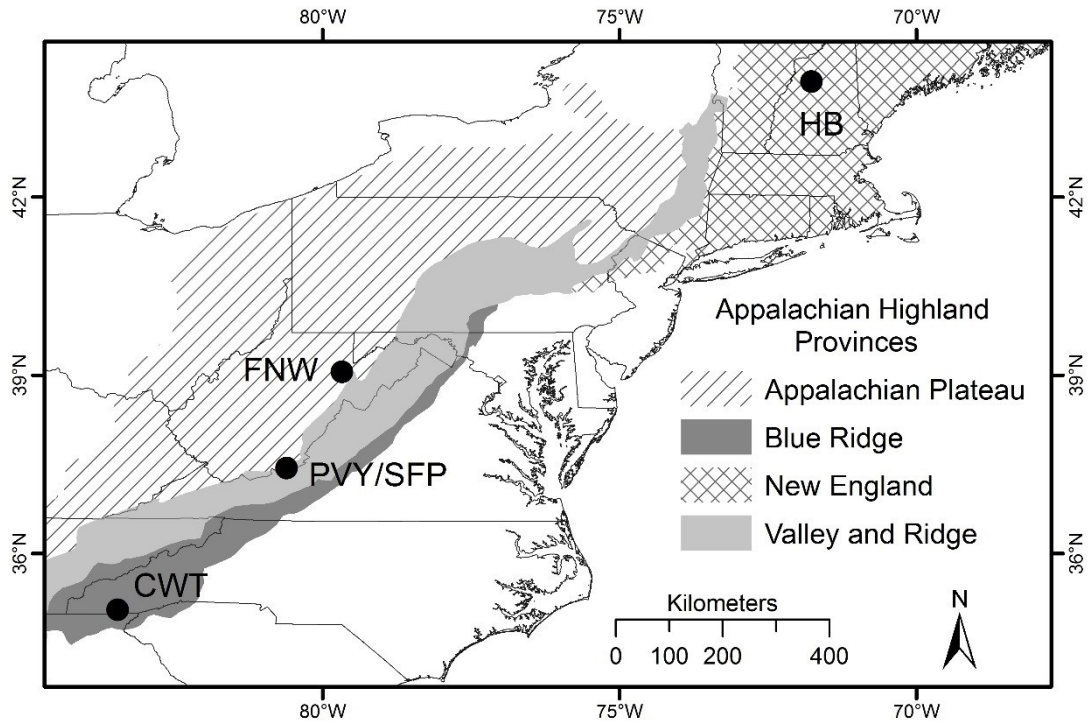 80°W 75°W 70°W
HB
42°N 42°N
Appalachian Highland
Provinces
FNW
39°N 39°N
Appalachian Plateau
Blue Ridge
PVY/SFP
New England
Valley and Ridge
36°N 36°N
CWT
Kilometers
0 100 200 400
N
80°W 75°W 70°W